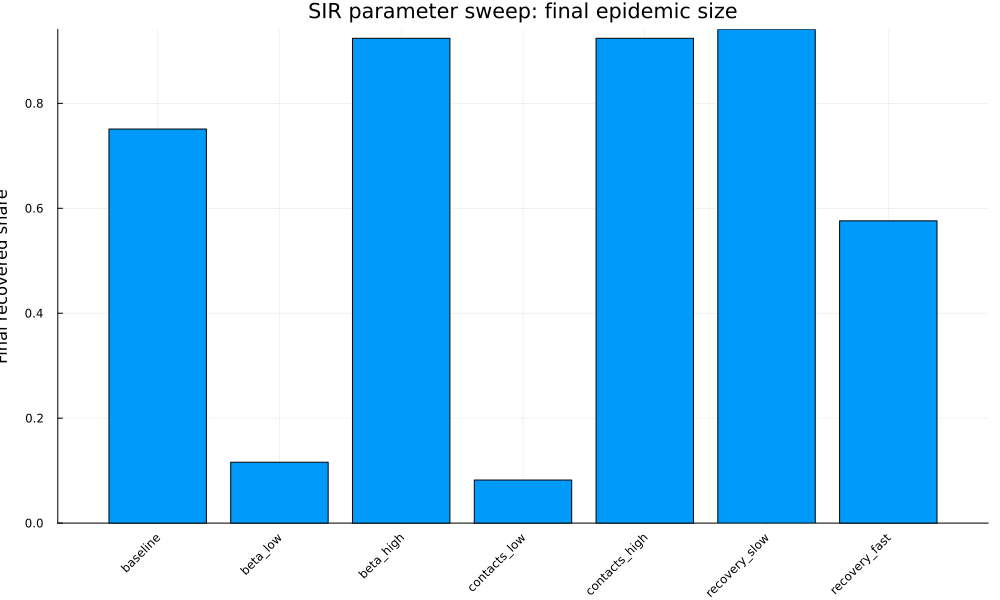 SIR parameter sweep: final epidemic size
Final recovered share
0.8
0.6
0.4
0.2
0.0
baseline
beta_low
beta_high
contacts_low
contacts_high
recovery_slow
recovery_fast